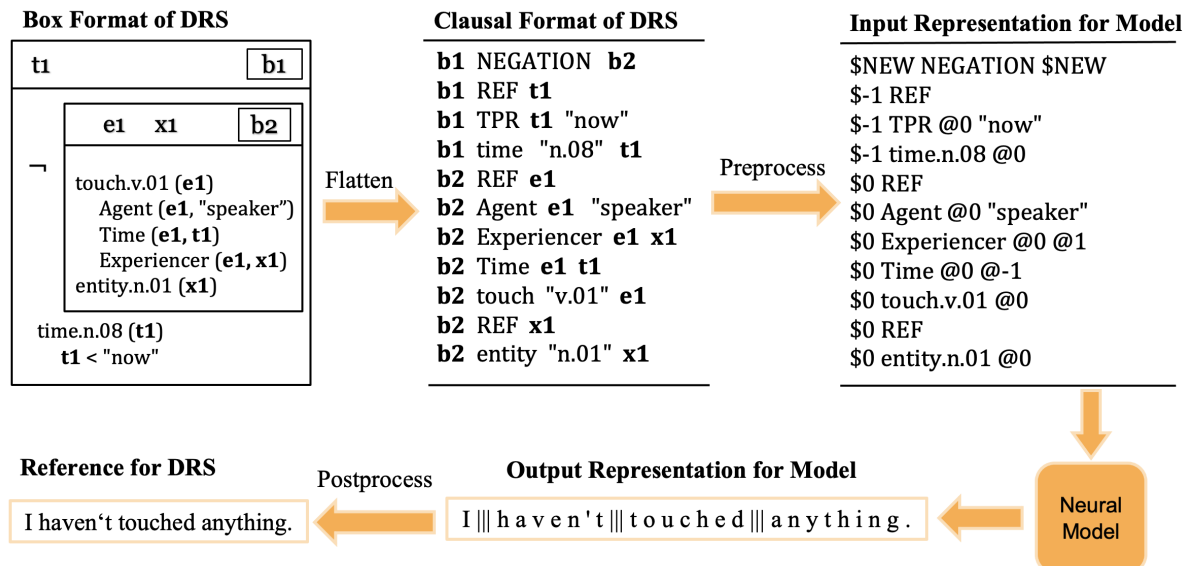 Box Format of DRS
t1 b1
e1 x1 b2
¬
touch.v.01 (e1)
Agent (e1, "speaker”)
Time (e1, t1)
Experiencer (e1, x1)
entity.n.01 (x1)
time.n.08 (t1)
t1 < "now"
Flatten
Clausal Format of DRS
b1 NEGATION b2
b1 REF t1
b1 TPR t1 "now"
b1 time "n.08" t1
b2 REF e1
b2 Agent e1 "speaker"
b2 Experiencer e1 x1
b2 Time e1 t1
b2 touch "v.01" e1
b2 REF x1
b2 entity "n.01" x1
Preprocess
Input Representation for Model
$NEW NEGATION $NEW
$-1 REF
$-1 TPR @0 "now"
$-1 time.n.08 @0
$0 REF
$0 Agent @0 "speaker"
$0 Experiencer @0 @1
$0 Time @0 @-1
$0 touch.v.01 @0
$0 REF
$0 entity.n.01 @0
Neural
Model
Output Representation for Model
I ||| h a v e n ' t ||| t o u c h e d ||| a n y t h i n g .
Postprocess
Reference for DRS
I haven‘t touched anything.